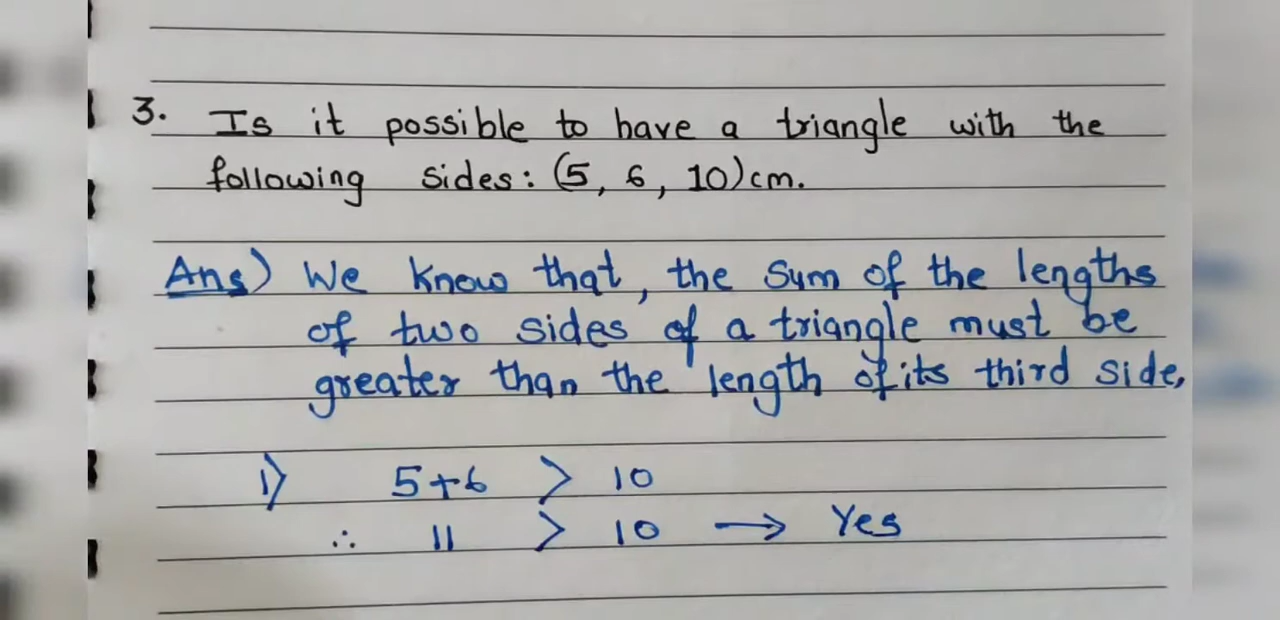 3. Is it possible to have a triangle with the
following sides: (5, 6, 10)cm.
Ans) We know that, the sum of the lengths
of two sides of a triangle must be
greater than the length of its third side,
i) 5+6 > 10
∴ 11 > 10 → Yes